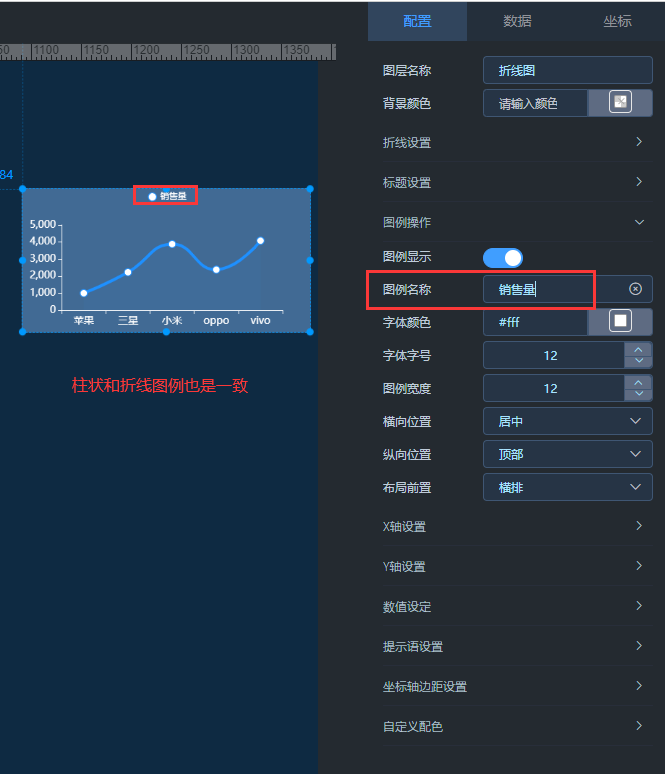 配置 数据 坐标
50 1100 1150 1200 1250 1300 1350
图层名称 折线图
背景颜色 请输入颜色
折线设置
84
标题设置
销售量
图例操作
5,000
4,000
3,000
2,000
1,000
0
苹果 三星 小米 oppo vivo
图例显示
图例名称 销售量
字体颜色 #fff
字体字号 12
柱状和折线图例也是一致
图例宽度 12
横向位置 居中
纵向位置 顶部
布局前置 横排
X轴设置
Y轴设置
数值设定
提示语设置
坐标轴边距设置
自定义配色